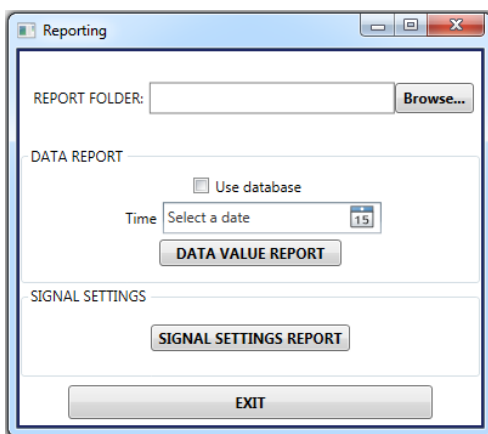 Reporting
REPORT FOLDER: Browse...
DATA REPORT
Use database
Time Select a date 15
DATA VALUE REPORT
SIGNAL SETTINGS
SIGNAL SETTINGS REPORT
EXIT